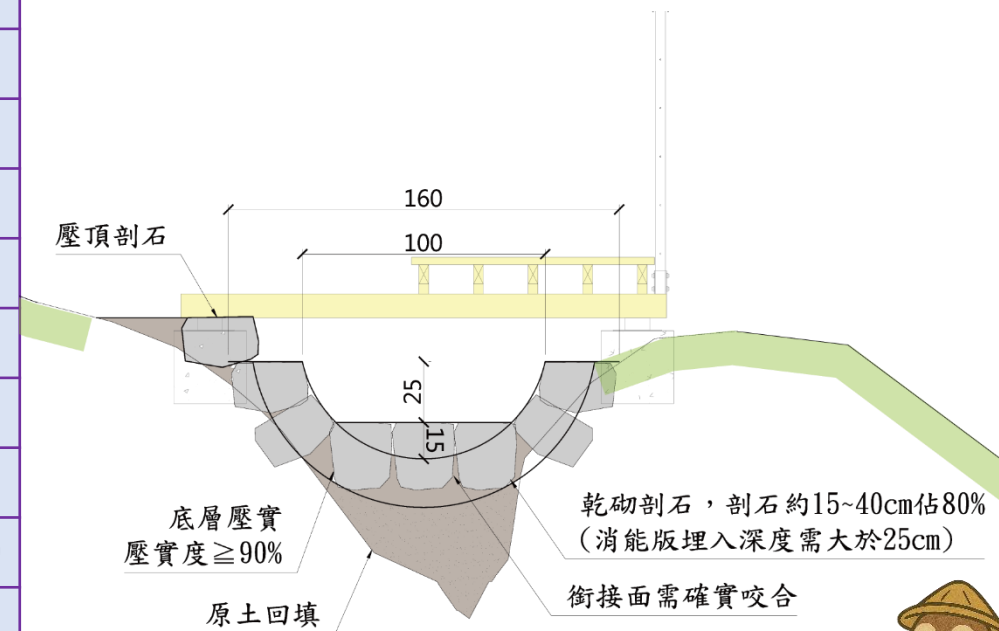 160
壓頂剖石
100
25
15
底層壓實
壓實度≧90%
乾砌剖石，剖石約15~40cm佔80%
（消能版埋入深度需大於25cm）
銜接面需確實咬合
原土回填